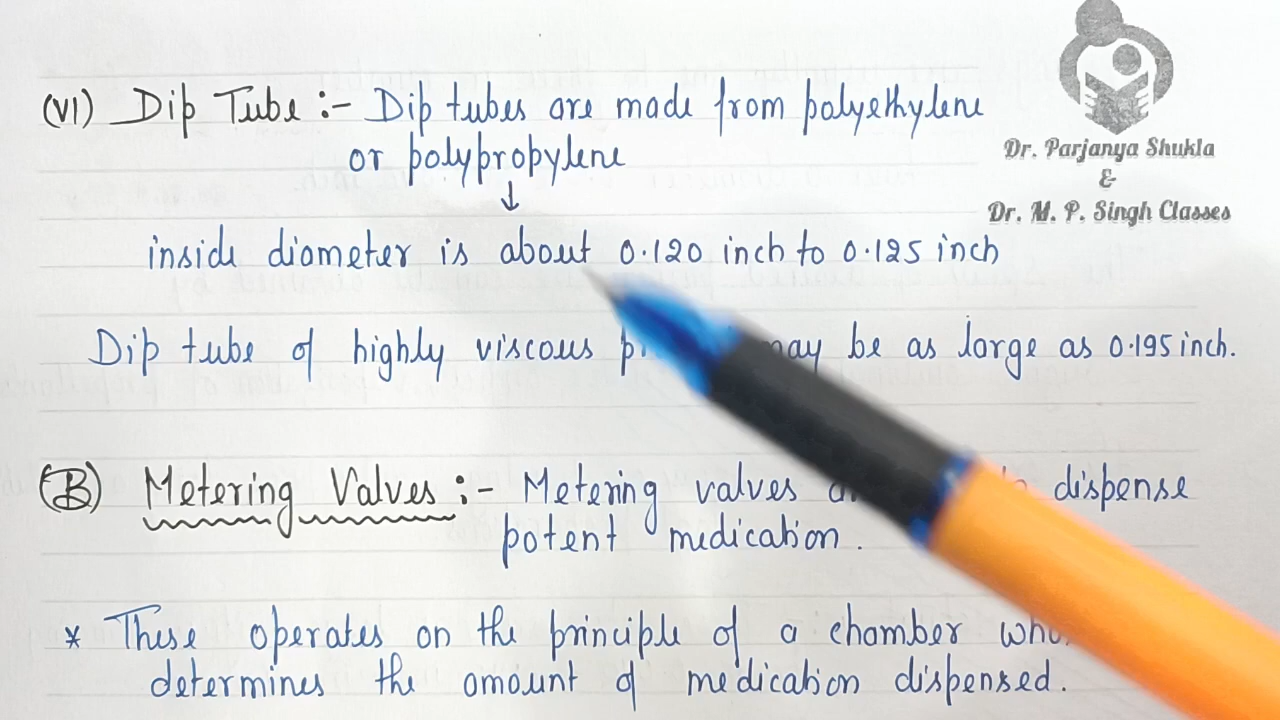 (VI) Dip Tube :- Dip tubes are made from polyethylene
or polypropylene
↓
inside diameter is about 0.120 inch to 0.125 inch
Dip tube of highly viscous may be as large as 0.195 inch.
(B) Metering Valves :- Metering valves dispense
potent medication.
* These operates on the principle of a chamber
determines the amount of medication dispensed.
Dr. Parjanya Shukla
&
Dr. M. P. Singh Classes